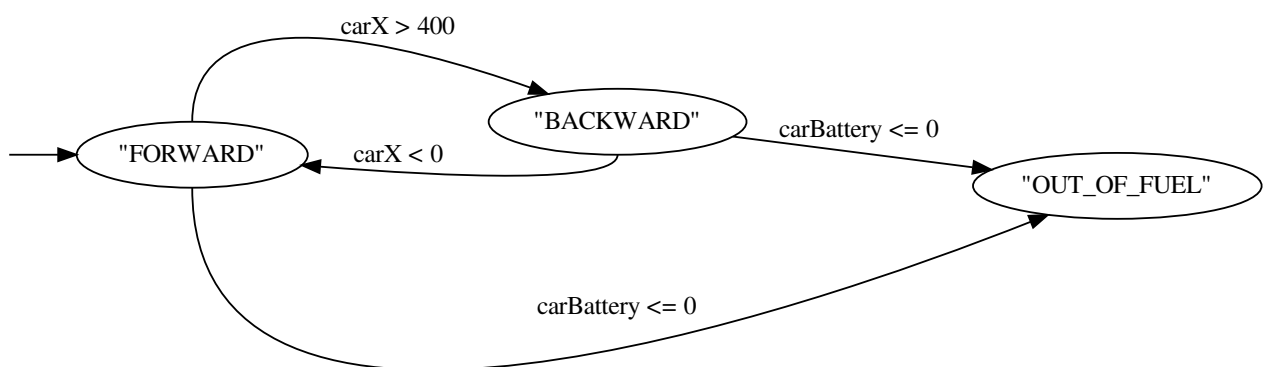 carX > 400
"BACKWARD"
carBattery <= 0
"FORWARD"
carX < 0
"OUT_OF_FUEL"
carBattery <= 0